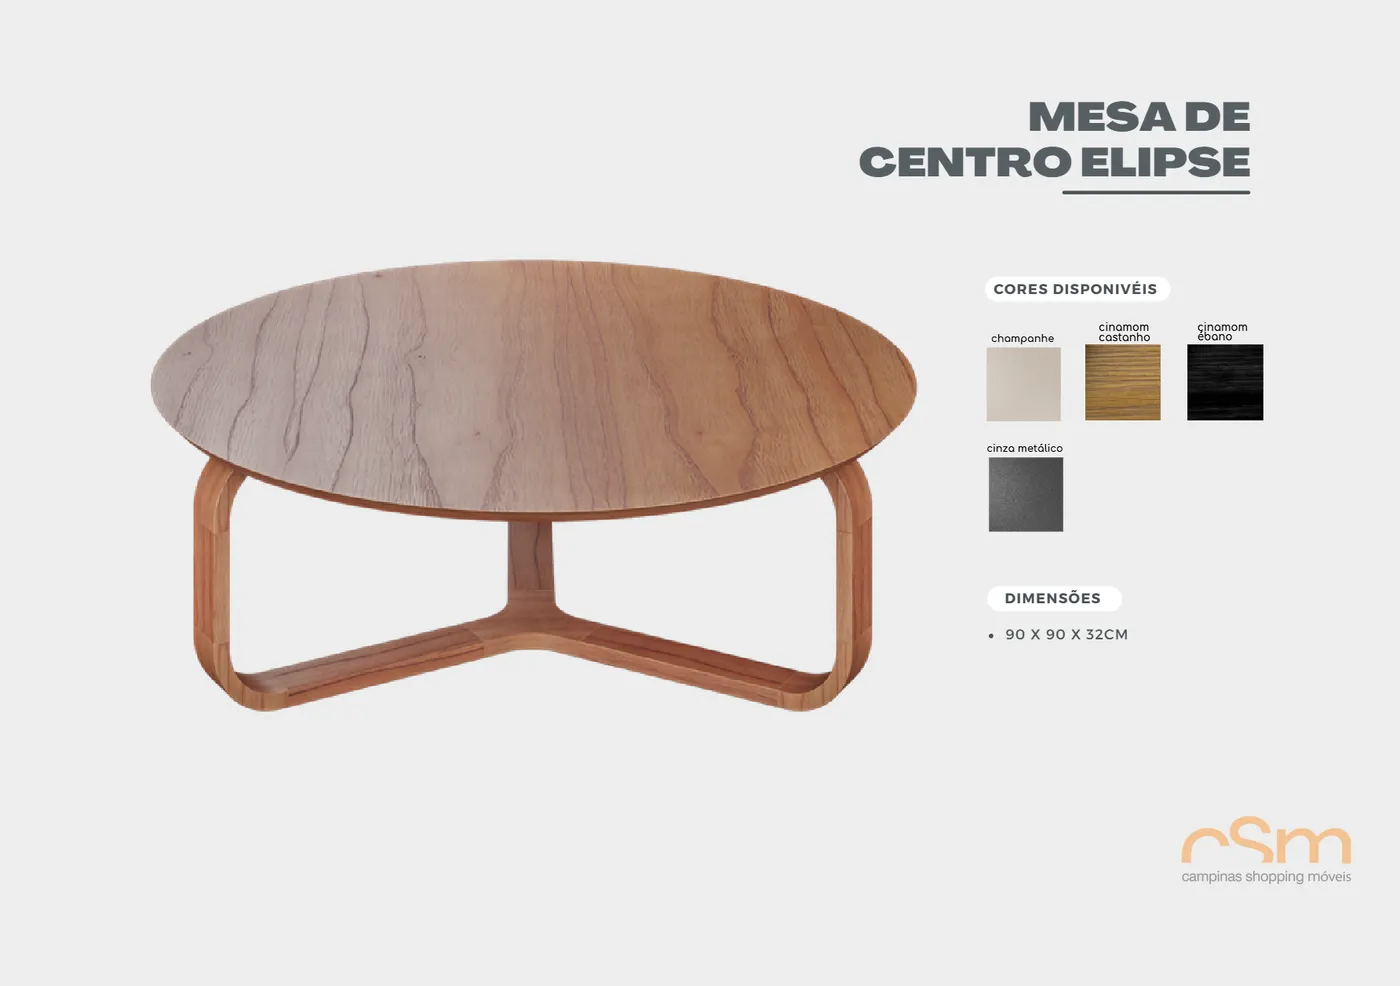 MESA DE
CENTRO ELIPSE
CORES DISPONIVÉIS
champanhe
cinamom
castanho
cinamom
ébano
cinza metálico
DIMENSÕES
• 90 X 90 X 32CM
csm
campinas shopping móveis